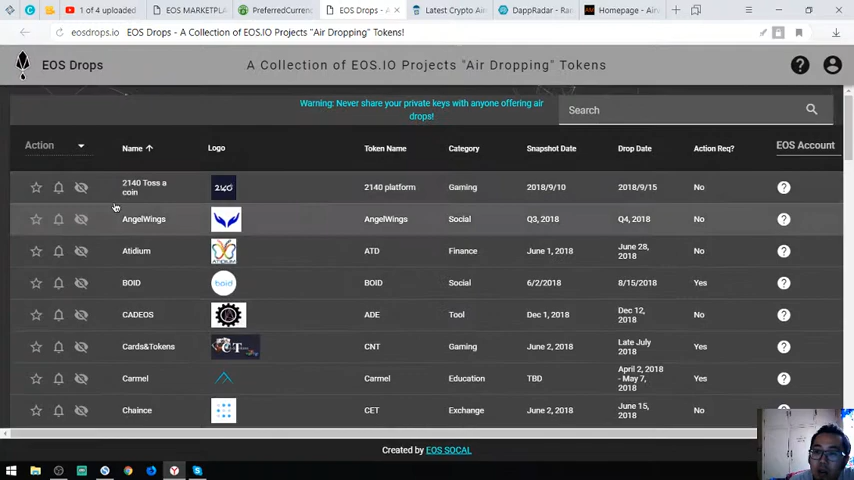 1 of 4 uploaded
EOS MARKETPL
PreferredCurren
EOS Drops - A
Latest Crypto Air
DappRadar - Ran
Homepage - Air
eosdrops.io EOS Drops - A Collection of EOS.IO Projects "Air Dropping" Tokens!
EOS Drops
A Collection of EOS.IO Projects "Air Dropping" Tokens
Warning: Never share your private keys with anyone offering air
drops!
Search
Action
Name
Logo
Token Name
Category
Snapshot Date
Drop Date
Action Req?
EOS Account
2140 Toss a
coin
2140 platform
Gaming
2018/9/10
2018/9/15
No
AngelWings
AngelWings
Social
Q3, 2018
Q4, 2018
No
Atidium
ATIDIUM
ATD
Finance
June 1, 2018
June 28,
2018
No
BOID
boid
BOID
Social
6/2/2018
8/15/2018
Yes
CADEOS
ADE
Tool
Dec 1, 2018
Dec 12,
2018
No
Cards&Tokens
CT
CNT
Gaming
June 2, 2018
Late July
2018
Yes
Carmel
Carmel
Education
TBD
April 2, 2018
- May 7,
2018
Yes
Chaince
CET
Exchange
June 2, 2018
June 15,
2018
No
Created by EOS SOCAL